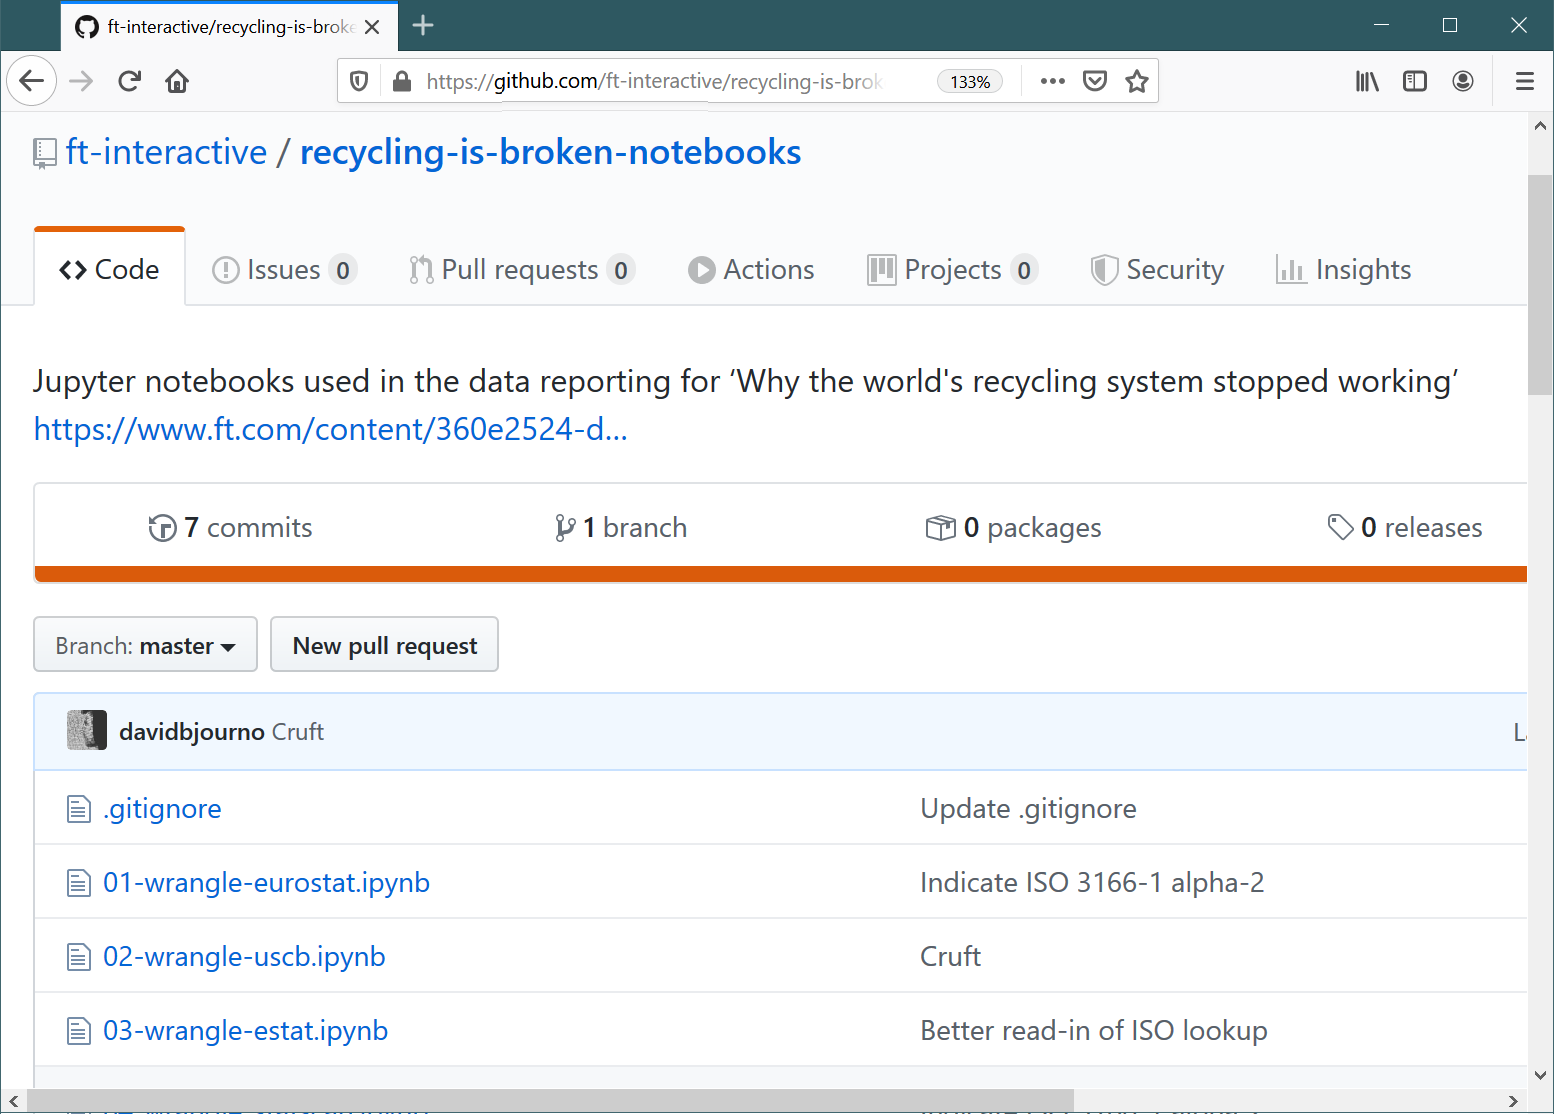 ft-interactive/recycling-is-broke
https://github.com/ft-interactive/recycling-is-brok 133%
ft-interactive / recycling-is-broken-notebooks
Code Issues 0 Pull requests 0 Actions Projects 0 Security Insights
Jupyter notebooks used in the data reporting for ‘Why the world's recycling system stopped working’
https://www.ft.com/content/360e2524-d...
7 commits 1 branch 0 packages 0 releases
Branch: master New pull request
davidbjourno Cruft
.gitignore Update .gitignore
01-wrangle-eurostat.ipynb Indicate ISO 3166-1 alpha-2
02-wrangle-uscb.ipynb Cruft
03-wrangle-estat.ipynb Better read-in of ISO lookup